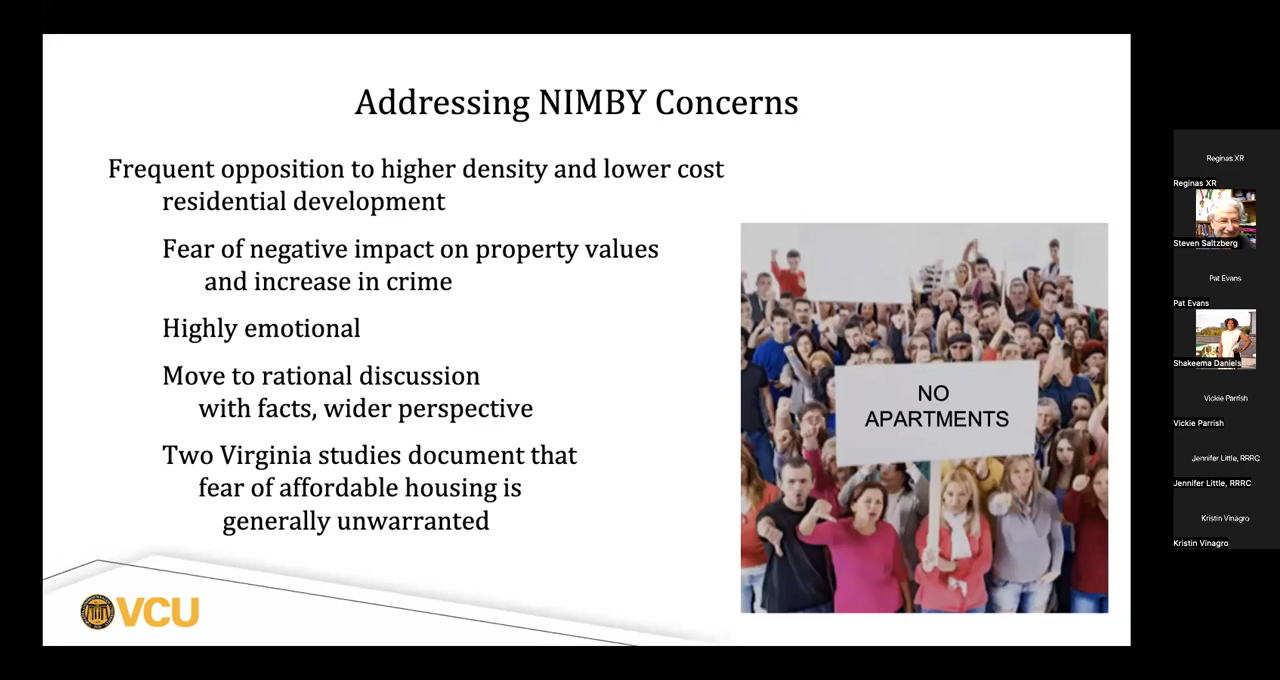 Addressing NIMBY Concerns
Frequent opposition to higher density and lower cost
residential development
Fear of negative impact on property values
and increase in crime
Highly emotional
Move to rational discussion
with facts, wider perspective
Two Virginia studies document that
fear of affordable housing is
generally unwarranted
NO
APARTMENTS
VCU
Reginas XR
Reginas XR
Steven Saltzberg
Pat Evans
Pat Evans
Shakeema Daniels
Vickie Parrish
Vickie Parrish
Jennifer Little, RRRC
Jennifer Little, RRRC
Kristin Vinagro
Kristin Vinagro